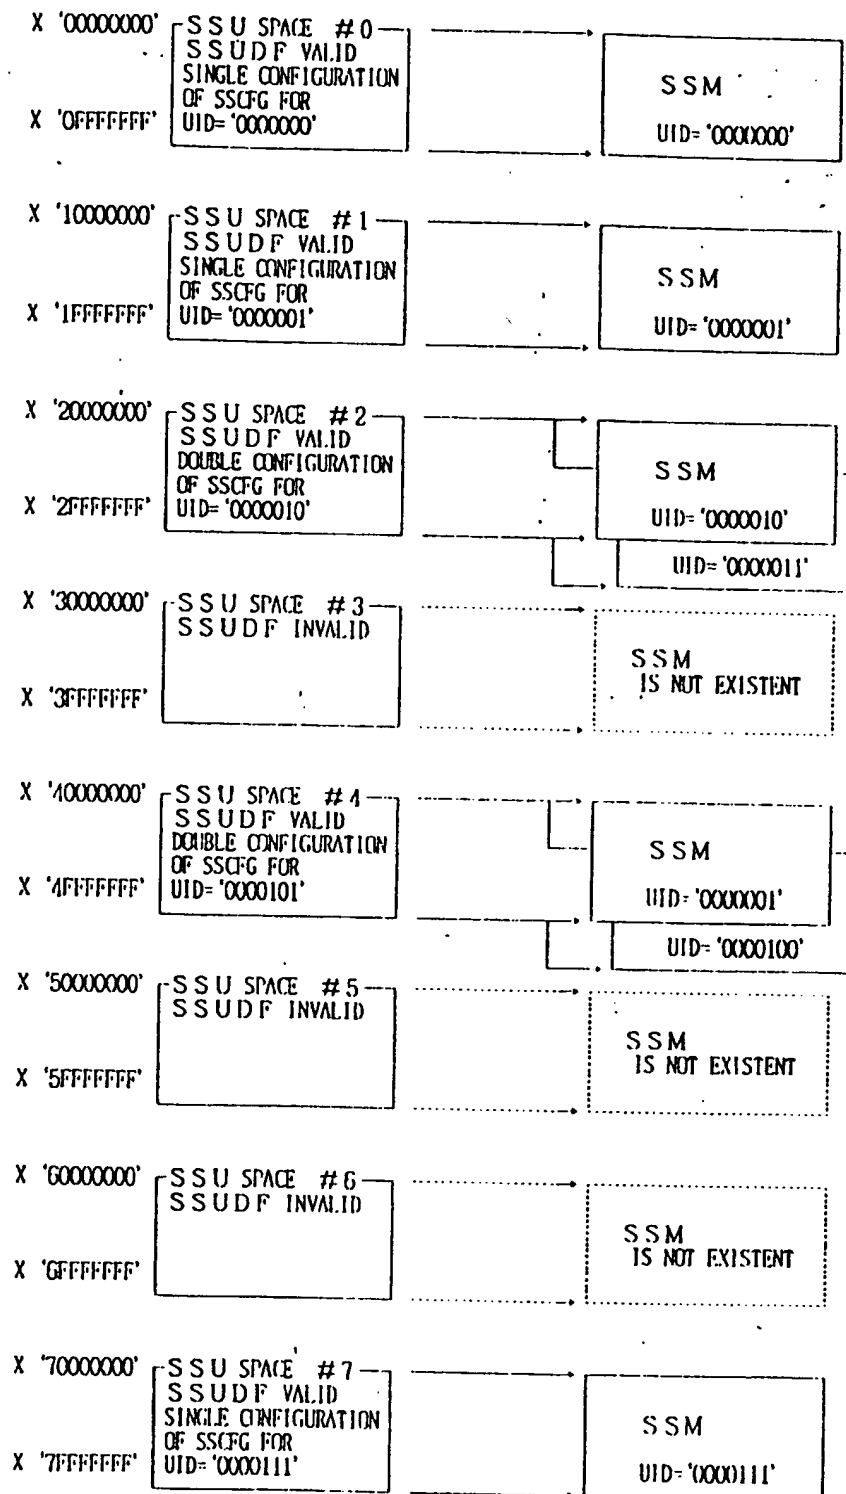 X '00000000'
SSU SPACE #0
SSUDF VALID
SINGLE CONFIGURATION
OF SSCFG FOR
X '0FFFFFFF'
UID= '0000000'
SSM
UID= '0000000'
X '10000000'
SSU SPACE #1
SSUDF VALID
SINGLE CONFIGURATION
OF SSCFG FOR
X '1FFFFFFF'
UID= '0000001'
SSM
UID= '0000001'
X '20000000'
SSU SPACE #2
SSUDF VALID
DOUBLE CONFIGURATION
OF SSCFG FOR
X '2FFFFFFF'
UID= '0000010'
SSM
UID= '0000010'
UID= '0000011'
X '30000000'
SSU SPACE #3
SSUDF INVALID
X '3FFFFFFF'
SSM
IS NOT EXISTENT
X '40000000'
SSU SPACE #4
SSUDF VALID
DOUBLE CONFIGURATION
OF SSCFG FOR
X '4FFFFFFF'
UID= '0000101'
SSM
UID= '0000001'
UID= '0000100'
X '50000000'
SSU SPACE #5
SSUDF INVALID
X '5FFFFFFF'
SSM
IS NOT EXISTENT
X '60000000'
SSU SPACE #6
SSUDF INVALID
X '6FFFFFFF'
SSM
IS NOT EXISTENT
X '70000000'
SSU SPACE #7
SSUDF VALID
SINGLE CONFIGURATION
OF SSCFG FOR
X '7FFFFFFF'
UID= '0000111'
SSM
UID= '0000111'